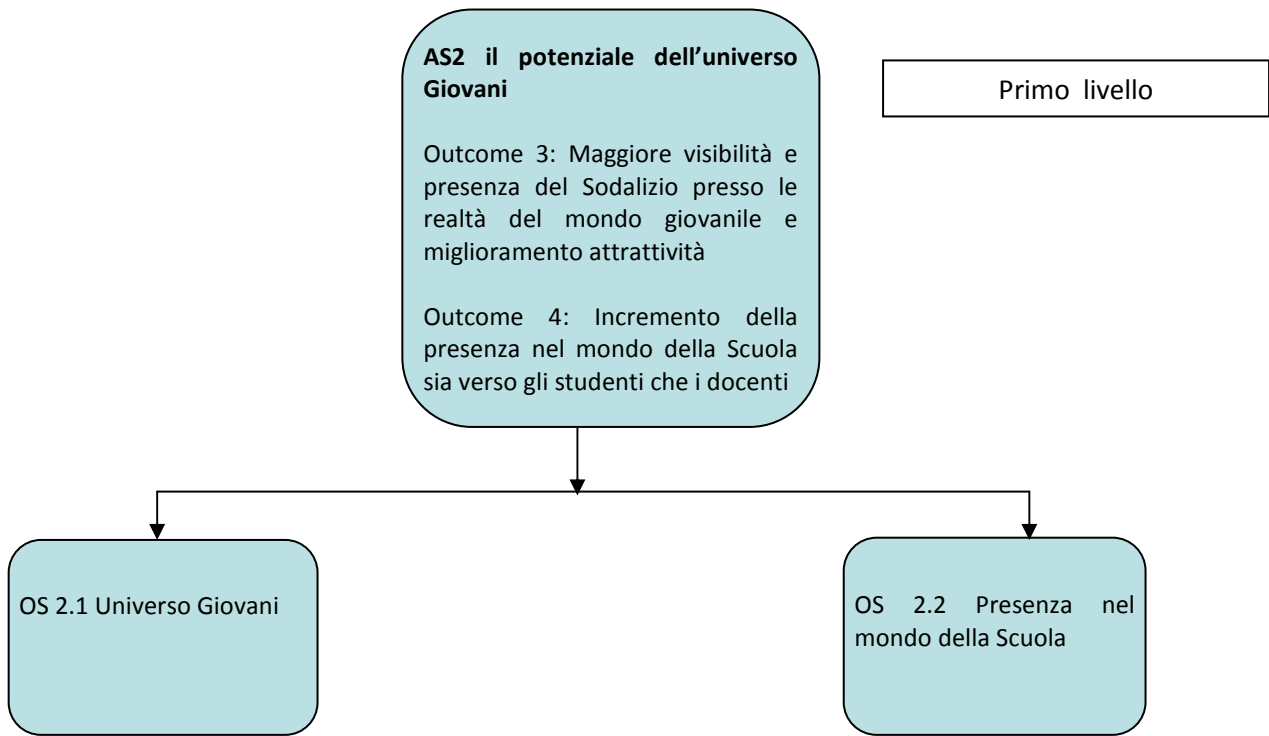 AS2 il potenziale dell’universo
Giovani
Primo livello
Outcome 3: Maggiore visibilità e
presenza del Sodalizio presso le
realtà del mondo giovanile e
miglioramento attrattività
Outcome 4: Incremento della
presenza nel mondo della Scuola
sia verso gli studenti che i docenti
OS 2.1 Universo Giovani
OS 2.2 Presenza nel
mondo della Scuola